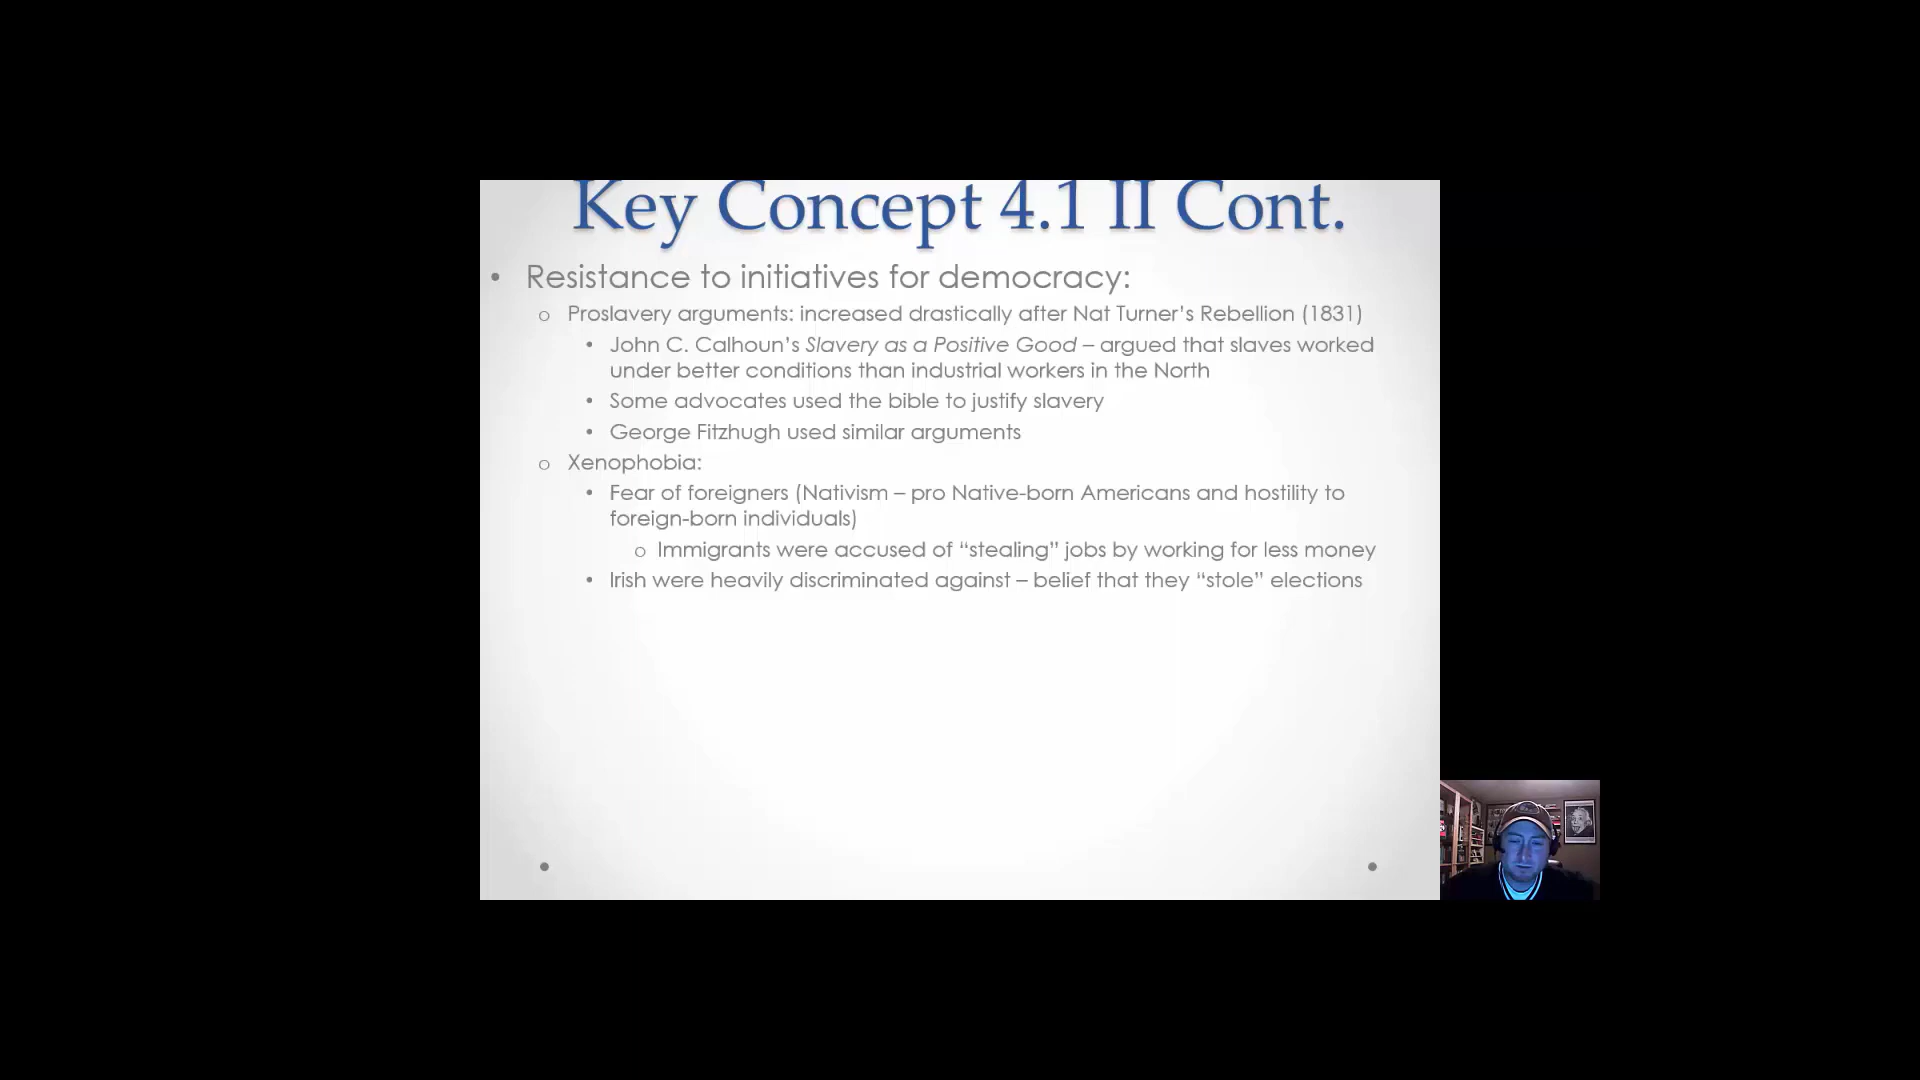 Key Concept 4.1 II Cont.
• Resistance to initiatives for democracy:
o Proslavery arguments: increased drastically after Nat Turner’s Rebellion (1831)
• John C. Calhoun’s Slavery as a Positive Good – argued that slaves worked
under better conditions than industrial workers in the North
• Some advocates used the bible to justify slavery
• George Fitzhugh used similar arguments
o Xenophobia:
• Fear of foreigners (Nativism – pro Native-born Americans and hostility to
foreign-born individuals)
o Immigrants were accused of “stealing” jobs by working for less money
• Irish were heavily discriminated against – belief that they “stole” elections